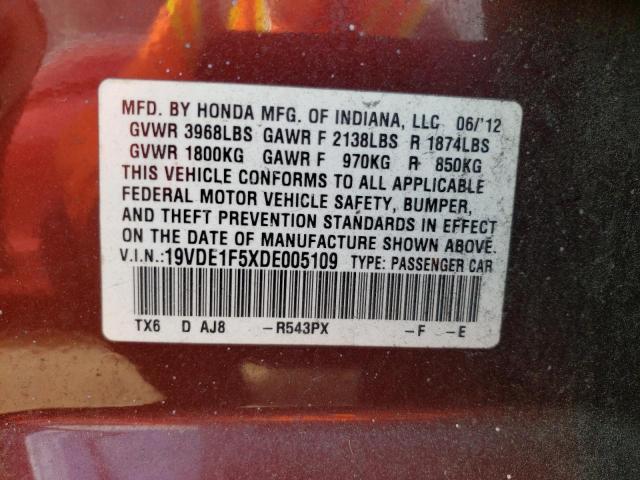 MFD. BY HONDA MFG. OF INDIANA, LLC 06/'12
GVWR 3968LBS GAWR F 2138LBS R 1874LBS
GVWR 1800KG GAWR F 970KG R 850KG
THIS VEHICLE CONFORMS TO ALL APPLICABLE
FEDERAL MOTOR VEHICLE SAFETY, BUMPER,
AND THEFT PREVENTION STANDARDS IN EFFECT
ON THE DATE OF MANUFACTURE SHOWN ABOVE.
V.I.N.:19VDE1F5XDE005109 TYPE: PASSENGER CAR
TX6 D AJ8 -R543PX -F -E